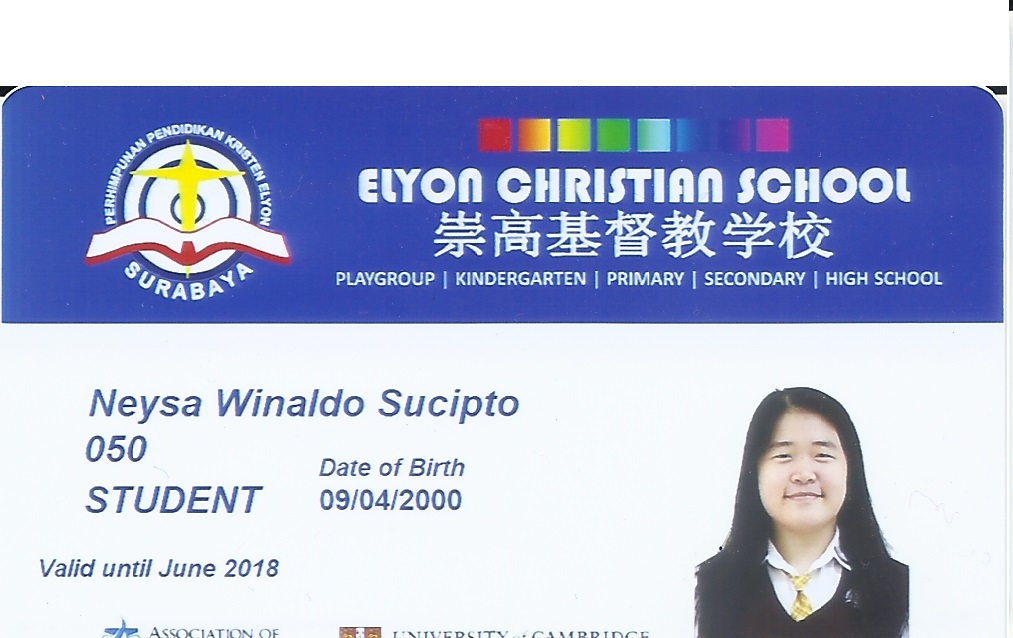 PERHIMPUNAN PENDIDIKAN KRISTEN ELYON
SURABAYA
ELYON CHRISTIAN SCHOOL
崇高基督教学校
PLAYGROUP | KINDERGARTEN | PRIMARY | SECONDARY | HIGH SCHOOL
Neysa Winaldo Sucipto
050
STUDENT
Date of Birth
09/04/2000
Valid until June 2018
ASSOCIATION OF
UNIVERSITY of CAMBRIDGE